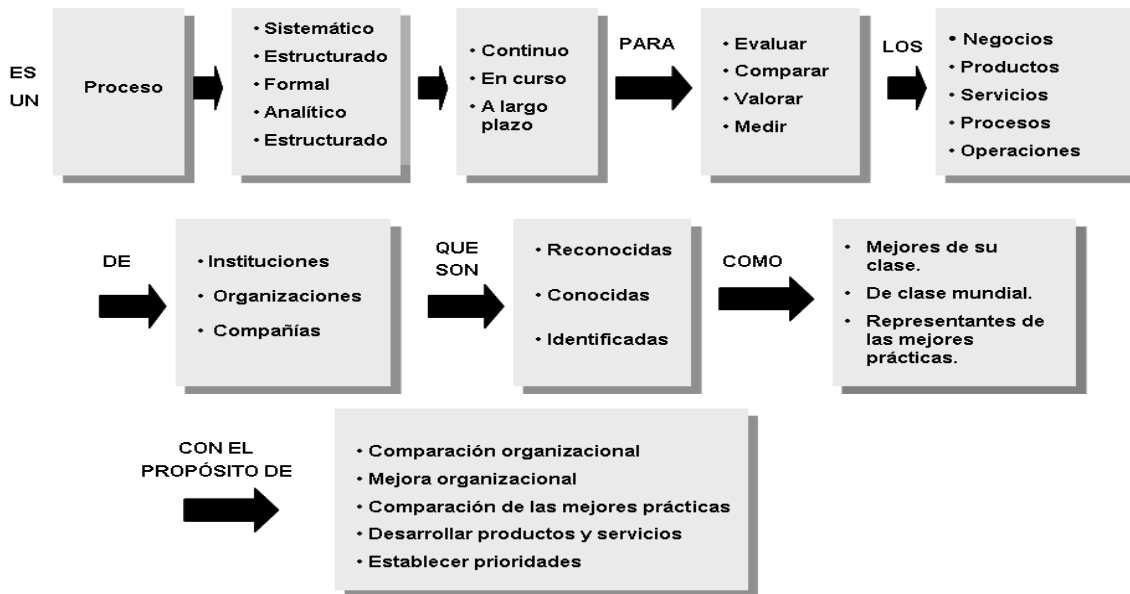 ES
UN
Proceso
• Sistemático
• Estructurado
• Formal
• Analítico
• Estructurado
• Continuo
• En curso
• A largo
plazo
PARA
• Evaluar
• Comparar
• Valorar
• Medir
LOS
• Negocios
• Productos
• Servicios
• Procesos
• Operaciones
DE
• Instituciones
• Organizaciones
• Compañías
QUE
SON
• Reconocidas
• Conocidas
• Identificadas
COMO
• Mejores de su
clase.
• De clase mundial.
• Representantes de
las mejores
prácticas.
CON EL
PROPÓSITO DE
• Comparación organizacional
• Mejora organizacional
• Comparación de las mejores prácticas
• Desarrollar productos y servicios
• Establecer prioridades